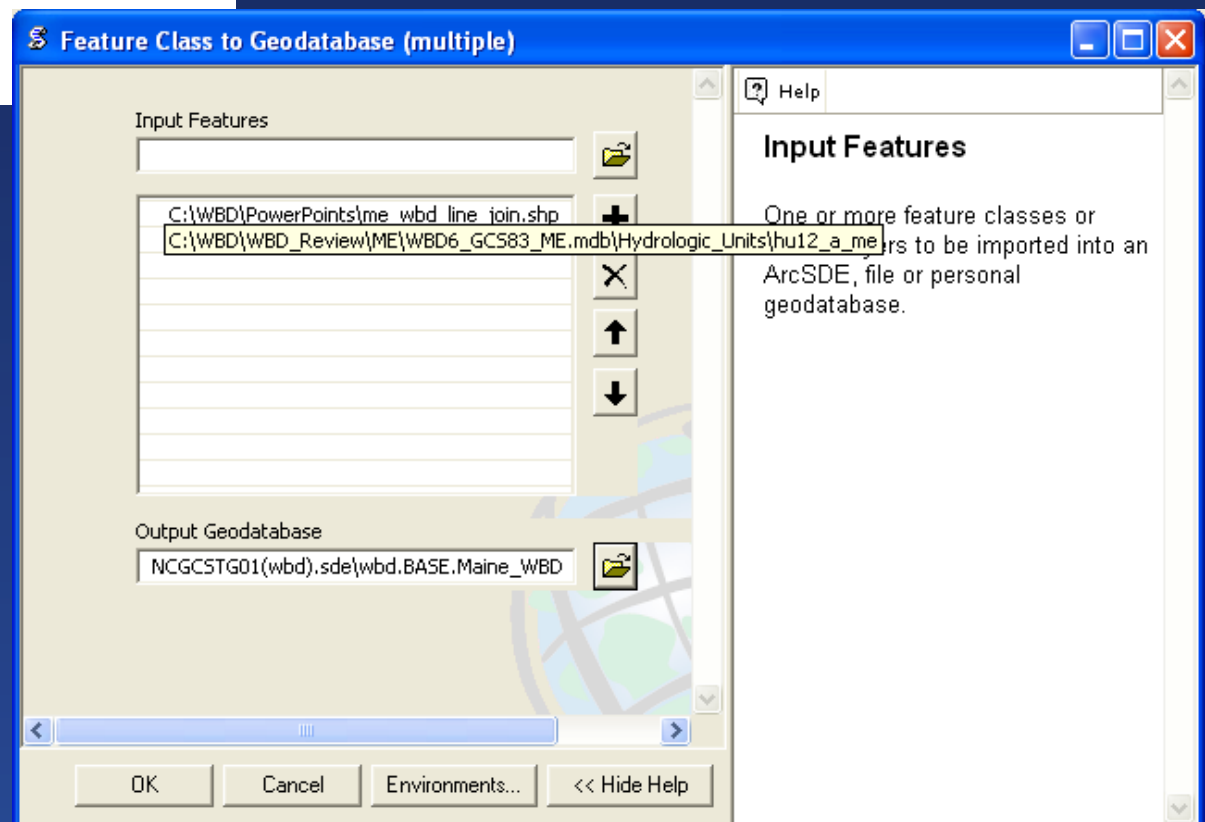 Feature Class to Geodatabase (multiple)
Input Features
C:\WBD\PowerPoints\me_wbd_line_join.shp
C:\WBD\WBD_Review\ME\WBD6_GCS83_ME.mdb\Hydrologic_Units\hu12_a_me
Output Geodatabase
NCGCSTG01(wbd).sde\wbd.BASE.Maine_WBD
OK
Cancel
Environments...
<< Hide Help
Help
Input Features
One or more feature classes or
to be imported into an
ArcSDE, file or personal
geodatabase.